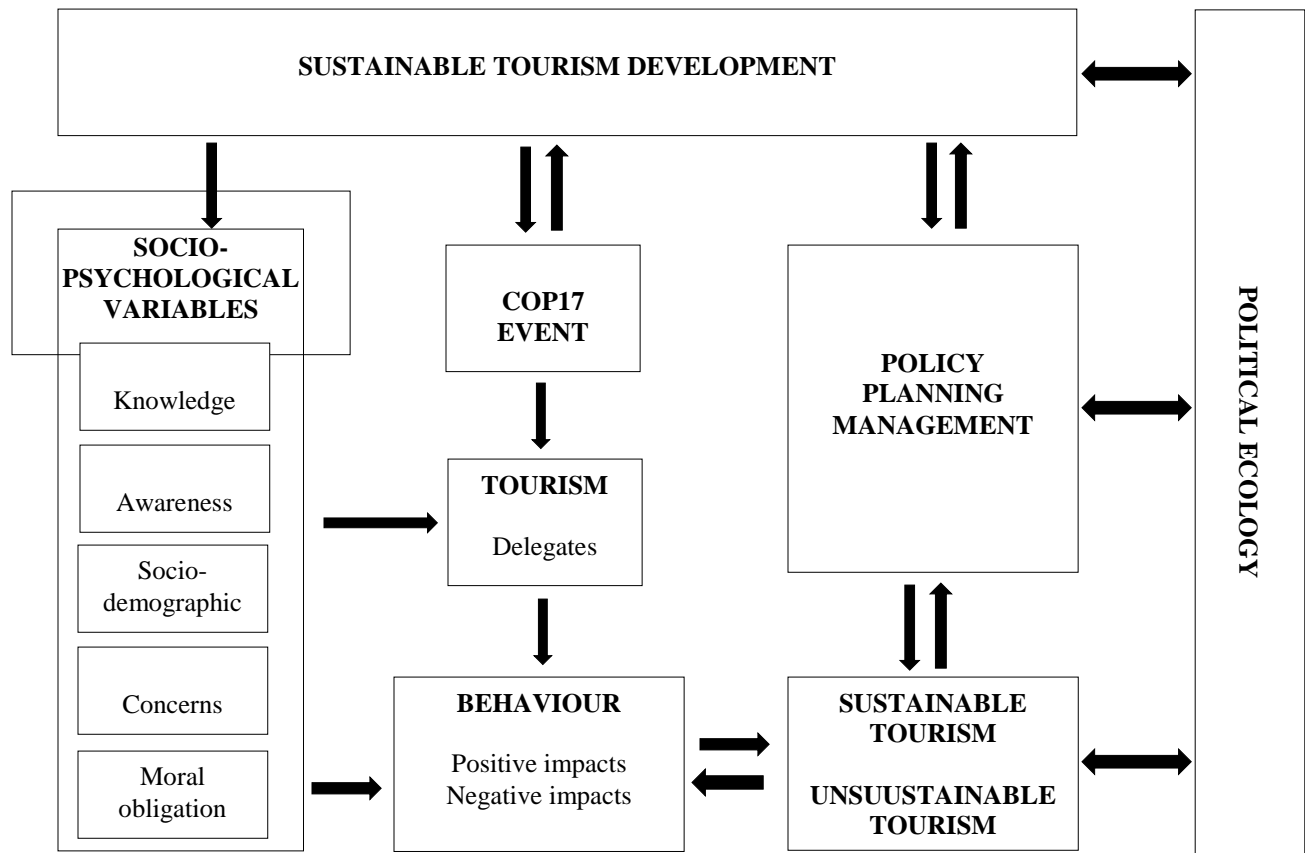 SUSTAINABLE TOURISM DEVELOPMENT
SOCIO-
PSYCHOLOGICAL
VARIABLES
Knowledge
Awareness
Socio-
demographic
Concerns
Moral
obligation
COP17
EVENT
TOURISM
Delegates
BEHAVIOUR
Positive impacts
Negative impacts
POLICY
PLANNING
MANAGEMENT
SUSTAINABLE
TOURISM
UNSUUSTAINABLE
TOURISM
POLITICAL ECOLOGY